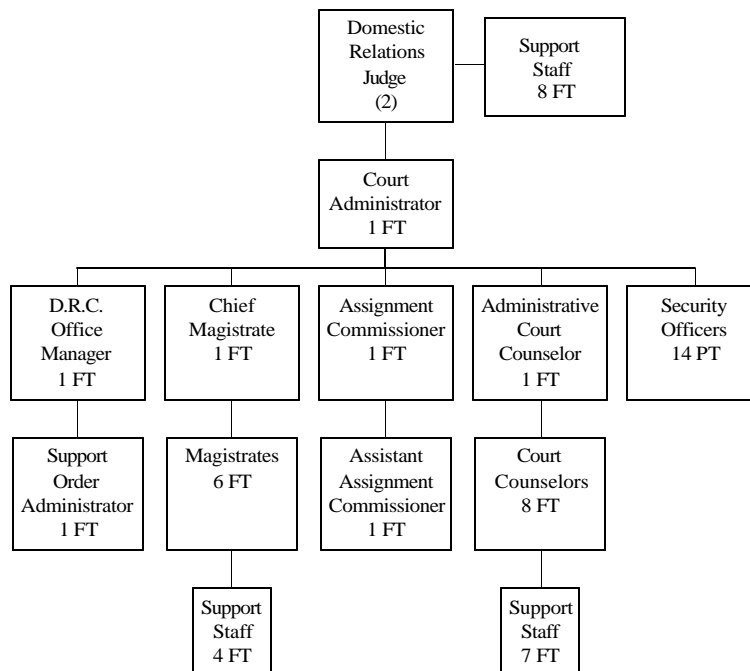 Domestic
Relations
Judge
(2)
Support
Staff
8 FT
Court
Administrator
1 FT
D.R.C.
Office
Manager
1 FT
Chief
Magistrate
1 FT
Assignment
Commissioner
1 FT
Administrative
Court
Counselor
1 FT
Security
Officers
14 PT
Support
Order
Administrator
1 FT
Magistrates
6 FT
Assistant
Assignment
Commissioner
1 FT
Court
Counselors
8 FT
Support
Staff
4 FT
Support
Staff
7 FT